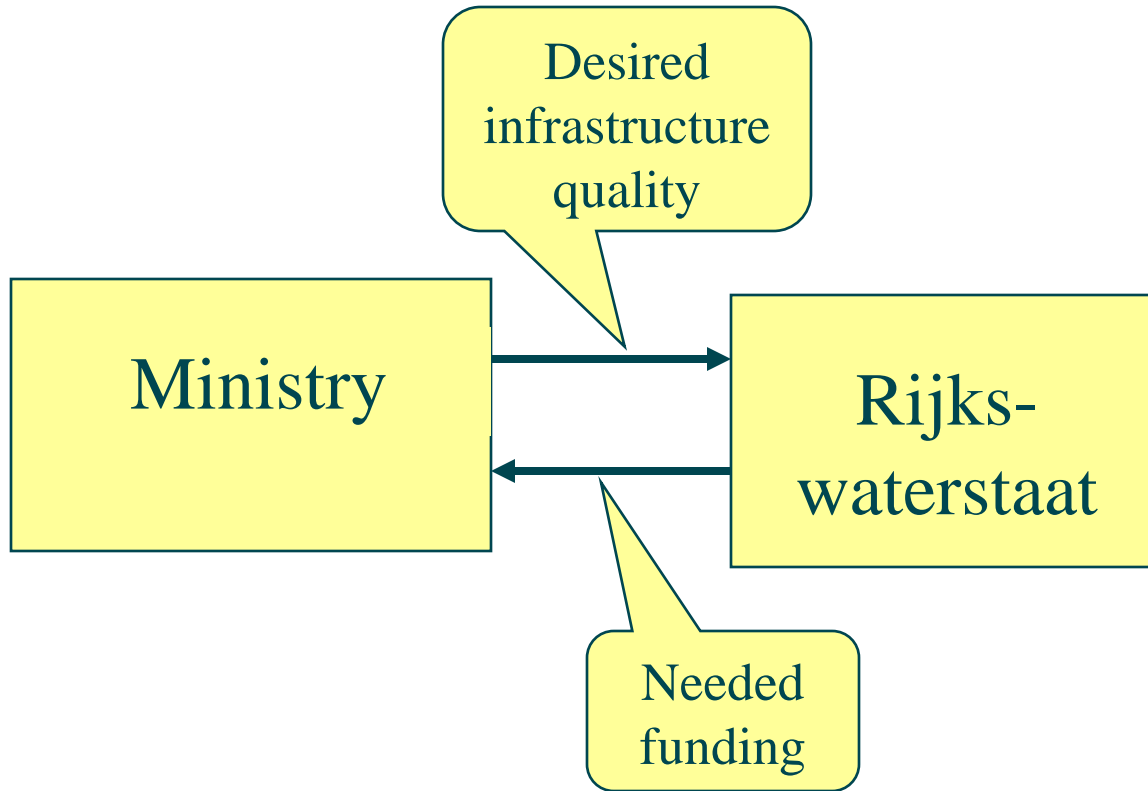 Desired
infrastructure
quality
Ministry
Rijks-
waterstaat
Needed
funding